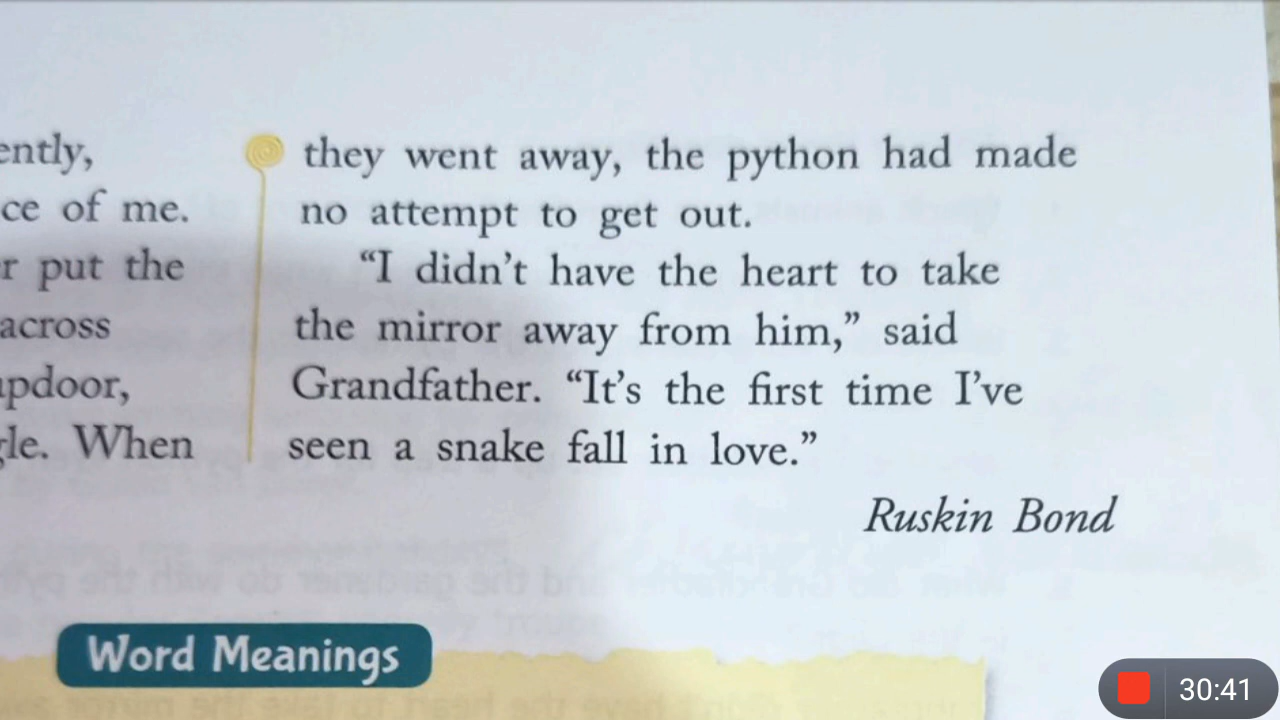 ently,
ce of me.
r put the
across
apdoor,
gle. When
they went away, the python had made
no attempt to get out.
“I didn’t have the heart to take
the mirror away from him,” said
Grandfather. “It’s the first time I’ve
seen a snake fall in love.”
Ruskin Bond
Word Meanings
30:41